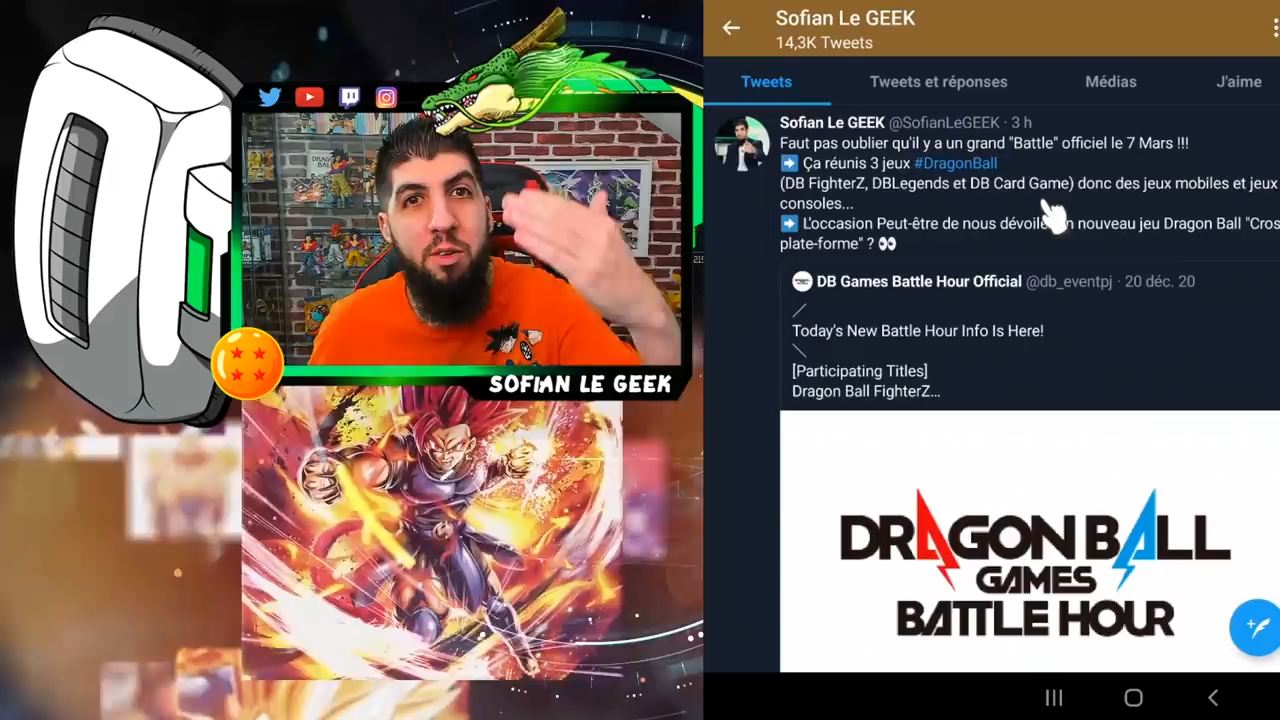 SOFIAN LE GEEK
Sofian Le GEEK
14,3K Tweets
Tweets
Tweets et réponses
Médias
J'aime
Sofian Le GEEK @SofianLeGEEK · 3 h
Faut pas oublier qu'il y a un grand "Battle" officiel le 7 Mars !!!
➡ Ça réunis 3 jeux #DragonBall
(DB FighterZ, DBLegends et DB Card Game) donc des jeux mobiles et jeux
consoles...
➡ L'occasion Peut-être de nous dévoile n nouveau jeu Dragon Ball "Cros
plate-forme" ? 👀
DB Games Battle Hour Official @db_eventpj · 20 déc. 20
／
Today's New Battle Hour Info Is Here!
＼
[Participating Titles]
Dragon Ball FighterZ…
DRAGON BALL
GAMES
BATTLE HOUR